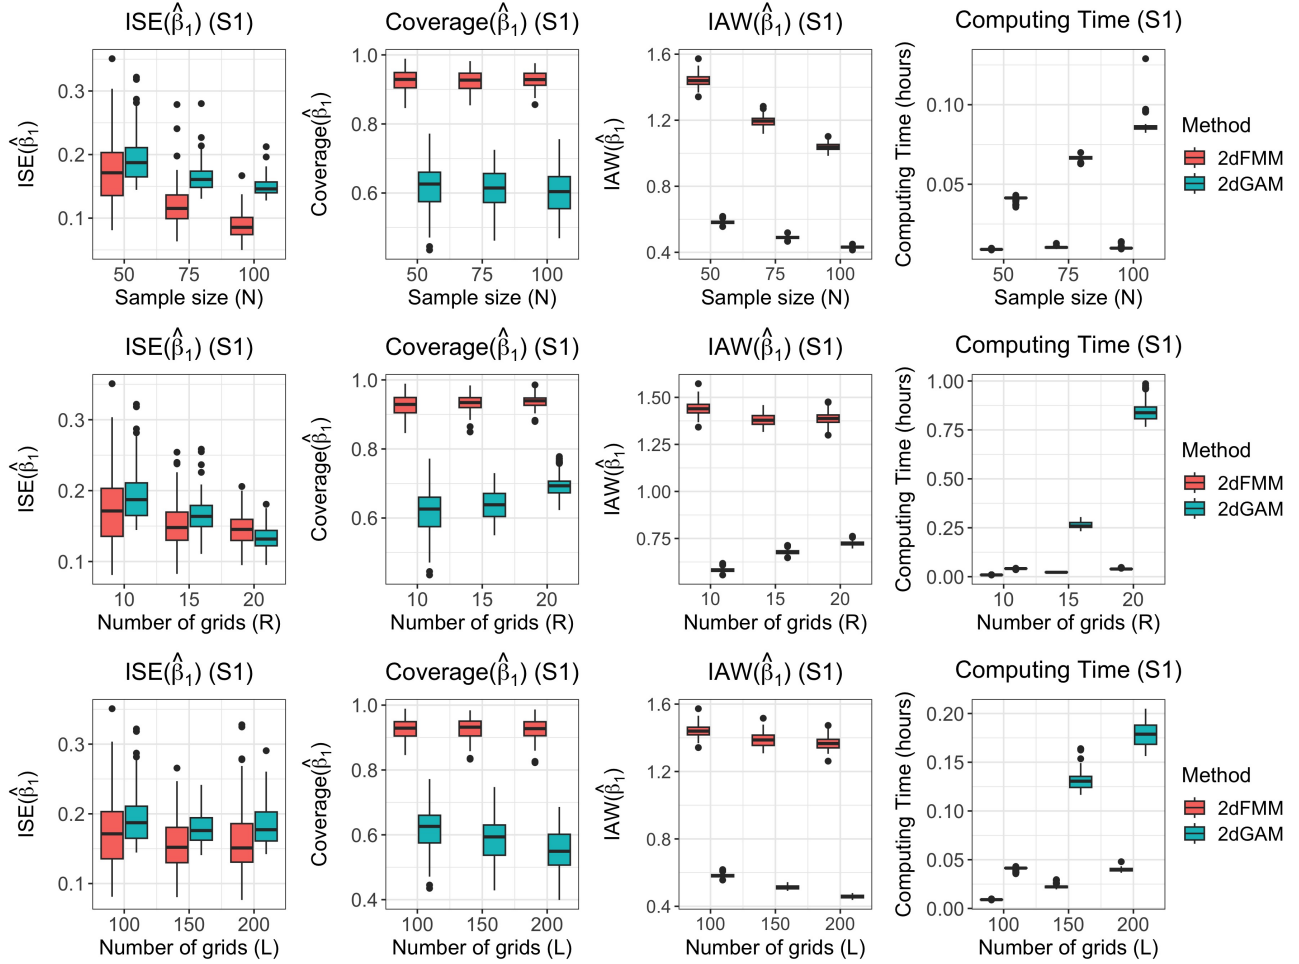 ISE(β̂₁) (S1)
Coverage(β̂₁) (S1)
IAW(β̂₁) (S1)
Computing Time (S1)
ISE(β̂₁)
0.3
0.2
0.1
50 75 100
Sample size (N)
Coverage(β̂₁)
1.0
0.8
0.6
50 75 100
Sample size (N)
IAW(β̂₁)
1.6
1.2
0.8
0.4
50 75 100
Sample size (N)
Computing Time (hours)
0.10
0.05
50 75 100
Sample size (N)
Method
2dFMM
2dGAM
ISE(β̂₁) (S1)
Coverage(β̂₁) (S1)
IAW(β̂₁) (S1)
Computing Time (S1)
ISE(β̂₁)
0.3
0.2
0.1
10 15 20
Number of grids (R)
Coverage(β̂₁)
1.0
0.8
0.6
10 15 20
Number of grids (R)
IAW(β̂₁)
1.50
1.25
1.00
0.75
10 15 20
Number of grids (R)
Computing Time (hours)
1.00
0.75
0.50
0.25
0.00
10 15 20
Number of grids (R)
Method
2dFMM
2dGAM
ISE(β̂₁) (S1)
Coverage(β̂₁) (S1)
IAW(β̂₁) (S1)
Computing Time (S1)
ISE(β̂₁)
0.3
0.2
0.1
100 150 200
Number of grids (L)
Coverage(β̂₁)
1.0
0.8
0.6
0.4
100 150 200
Number of grids (L)
IAW(β̂₁)
1.6
1.2
0.8
0.4
100 150 200
Number of grids (L)
Computing Time (hours)
0.20
0.15
0.10
0.05
0.00
100 150 200
Number of grids (L)
Method
2dFMM
2dGAM